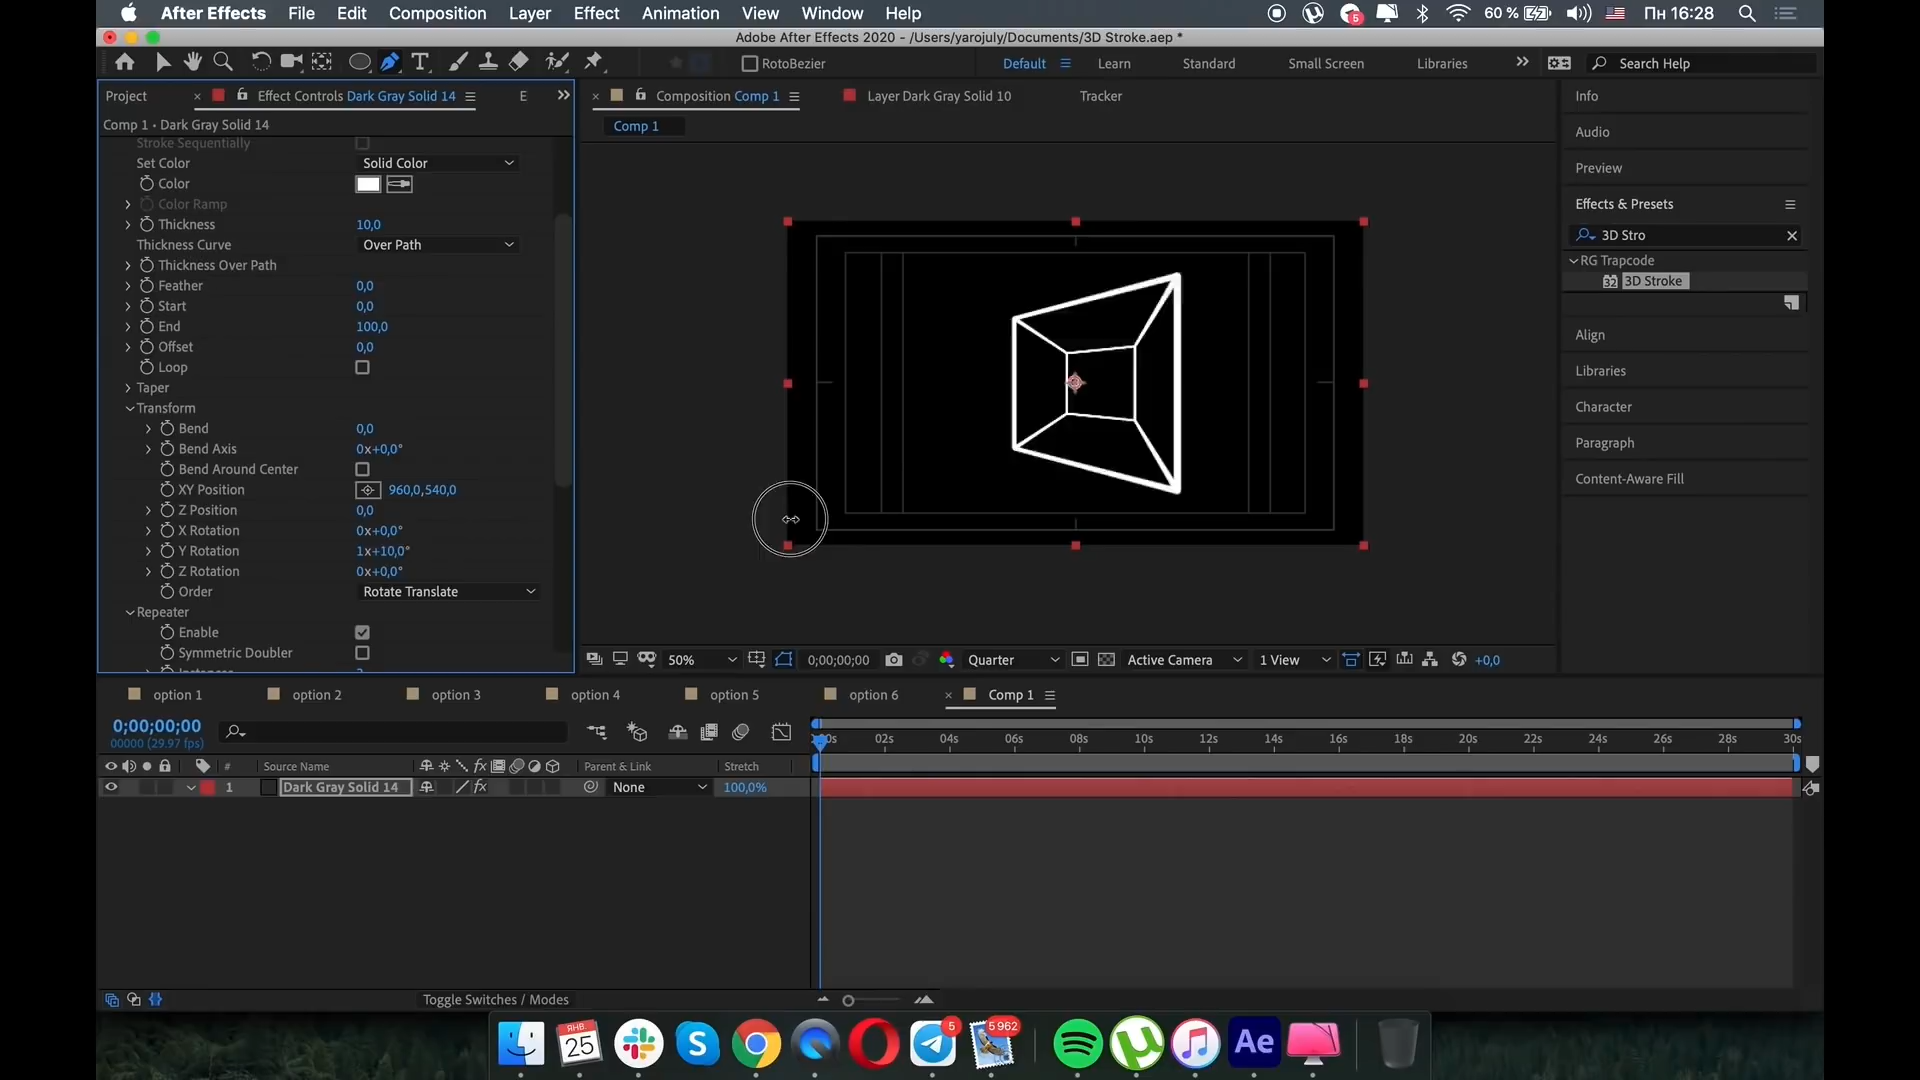 After Effects File Edit Composition Layer Effect Animation View Window Help 5 60 % Пн 16:28
Adobe After Effects 2020 - /Users/yarojuly/Documents/3D Stroke.aep *
RotoBezier Default Learn Standard Small Screen Libraries Search Help
Project Effect Controls Dark Gray Solid 14 E Composition Comp 1 Layer Dark Gray Solid 10 Tracker Info
Comp 1 • Dark Gray Solid 14 Comp 1
Audio
Preview
Effects & Presets
3D Stro
RG Trapcode
32 3D Stroke
Align
Libraries
Character
Paragraph
Content-Aware Fill
Stroke Sequentially
Set Color Solid Color
Color
Color Ramp
Thickness 10,0
Thickness Curve Over Path
Thickness Over Path
Feather 0,0
Start 0,0
End 100,0
Offset 0,0
Loop
Taper
Transform
Bend 0,0
Bend Axis 0x+0,0°
Bend Around Center
XY Position 960,0,540,0
Z Position 0,0
X Rotation 0x+0,0°
Y Rotation 1x+10,0°
Z Rotation 0x+0,0°
Order Rotate Translate
Repeater
Enable
Symmetric Doubler
50% 0;00;00;00 Quarter Active Camera 1 View +0,0
option 1 option 2 option 3 option 4 option 5 option 6 Comp 1
0;00;00;00
00000 (29.97 fps)
02s 04s 06s 08s 10s 12s 14s 16s 18s 20s 22s 24s 26s 28s 30s
# Source Name fx Parent & Link Stretch
1 Dark Gray Solid 14 fx None 100,0%
Toggle Switches / Modes
ЯНВ
25 5 5 962 Ae